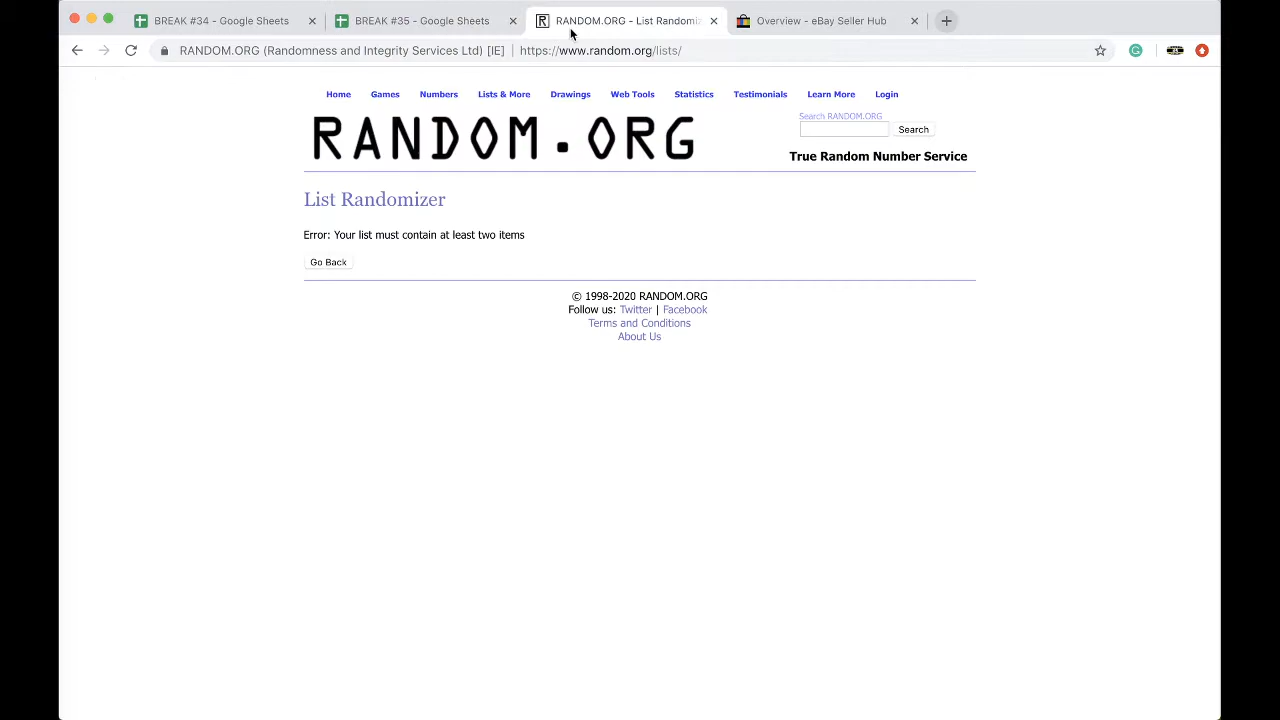 BREAK #34 - Google Sheets
BREAK #35 - Google Sheets
RANDOM.ORG - List Randomiz
Overview - eBay Seller Hub
RANDOM.ORG (Randomness and Integrity Services Ltd) [IE]
https://www.random.org/lists/
Home
Games
Numbers
Lists & More
Drawings
Web Tools
Statistics
Testimonials
Learn More
Login
Search RANDOM.ORG
Search
RANDOM.ORG
True Random Number Service
List Randomizer
Error: Your list must contain at least two items
Go Back
© 1998-2020 RANDOM.ORG
Follow us: Twitter | Facebook
Terms and Conditions
About Us